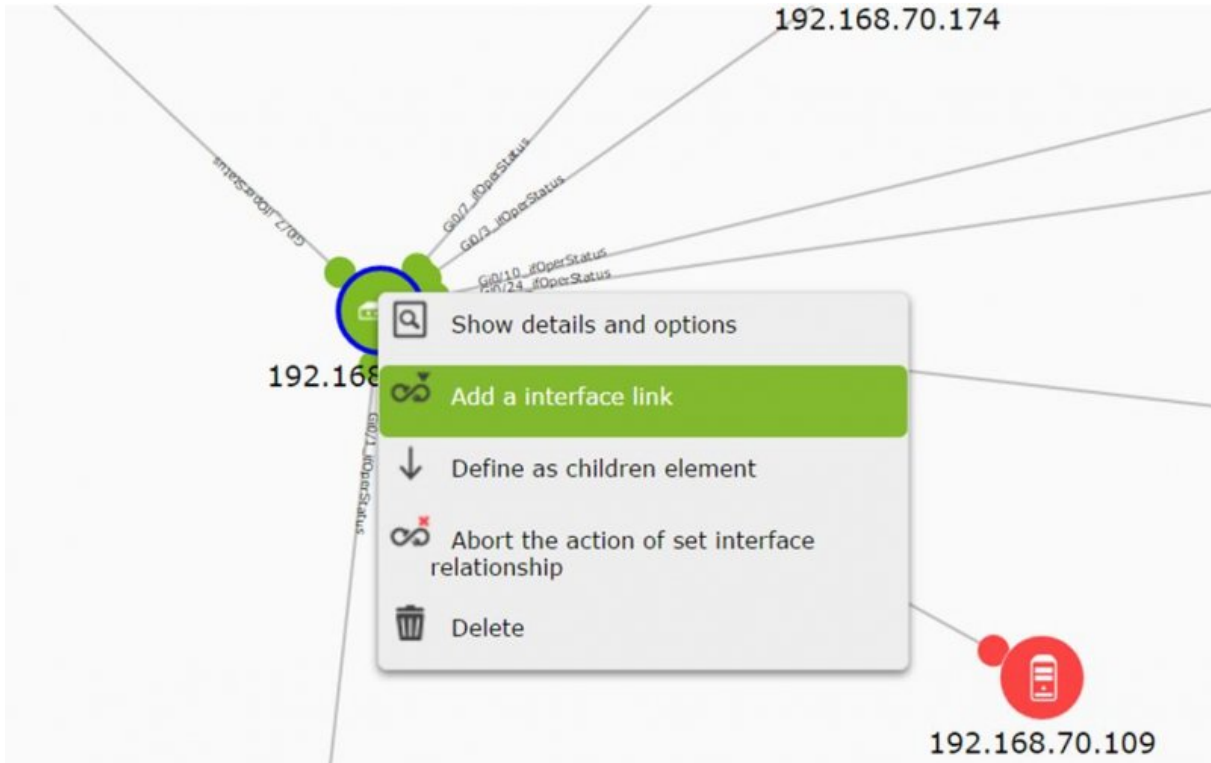 192.168.70.174
Gi0/2_ifOperStatus
Gi0/7_ifOperStatus
Gi0/3_ifOperStatus
Gi0/10_ifOperStatus
Gi0/24_ifOperStatus
Show details and options
192.168
Add a interface link
Gi0/1_ifOperStatus
Define as children element
Abort the action of set interface
relationship
Delete
192.168.70.109